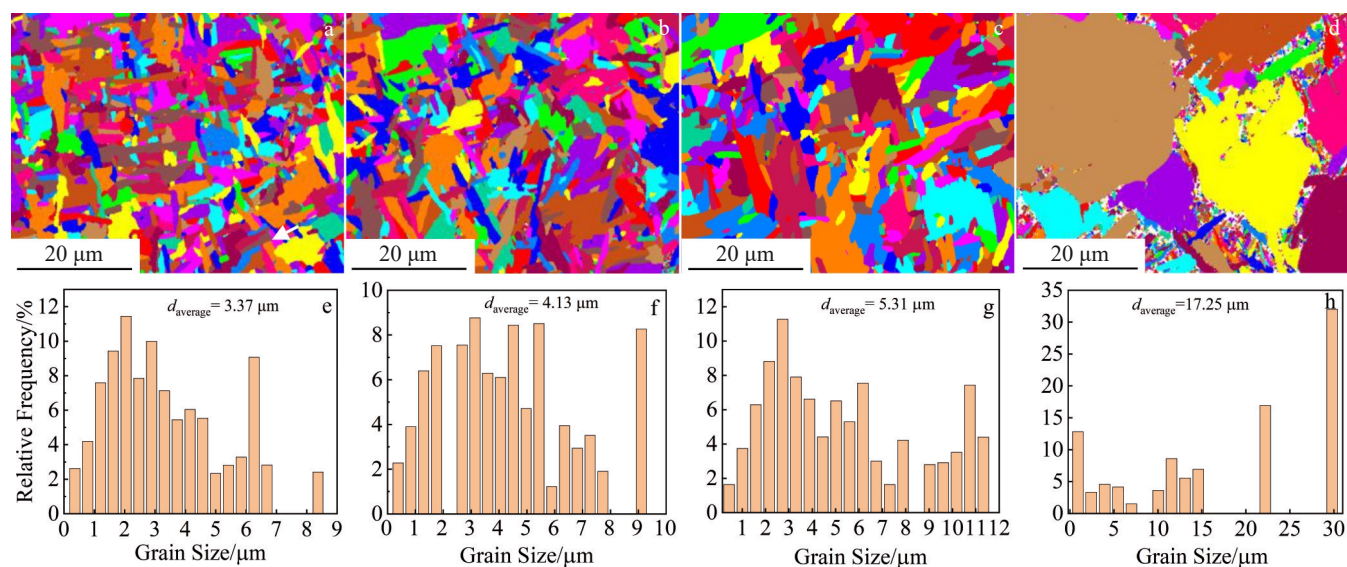 a
b
c
d
20 μm
20 μm
20 μm
20 μm
Relative Frequency/%
12
10
8
6
4
2
0
d average = 3.37 μm
e
0 1 2 3 4 5 6 7 8 9
Grain Size/μm
10
8
6
4
2
0
d average = 4.13 μm
f
0 1 2 3 4 5 6 7 8 9 10
Grain Size/μm
12
10
8
6
4
2
0
d average = 5.31 μm
g
1 2 3 4 5 6 7 8 9 10 11 12
Grain Size/μm
35
30
25
20
15
10
5
0
d average = 17.25 μm
h
0 5 10 15 20 25 30
Grain Size/μm